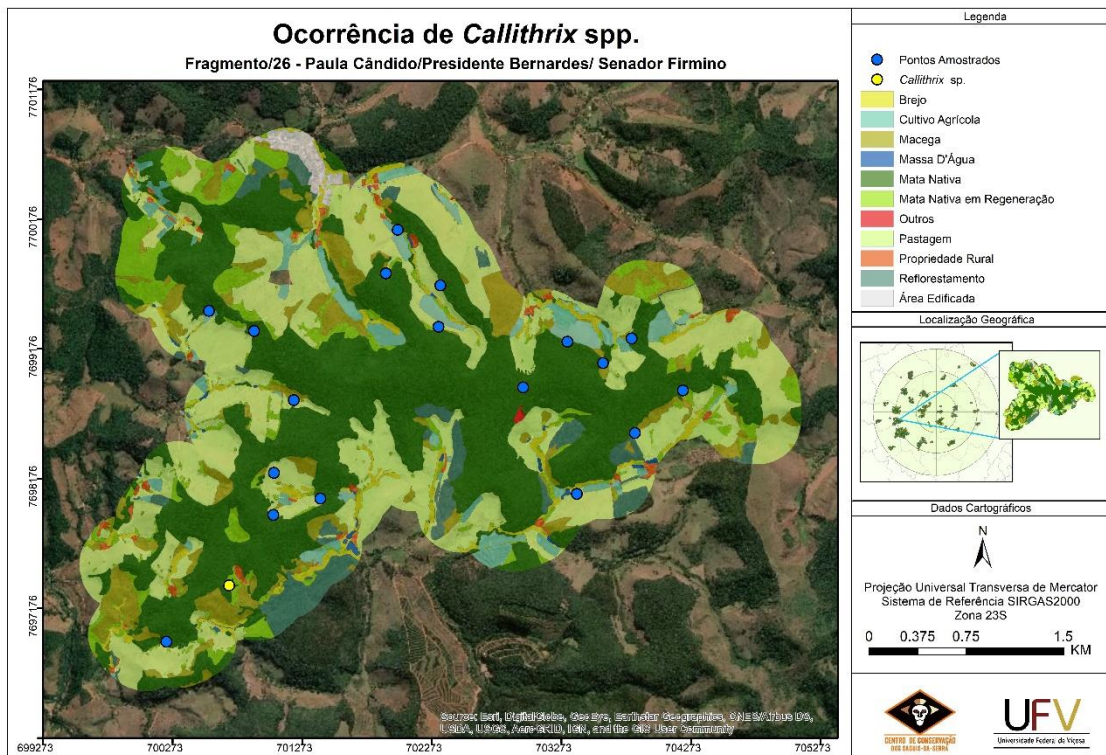 Ocorrência de Callithrix spp.
Fragmento/26 - Paula Cândido/Presidente Bernardes/ Senador Firmino
7701176
7700176
7699176
7698176
7697176
699273
700273
701273
702273
703273
704273
705273
Source: Esri, DigitalGlobe, GeoEye, Earthstar Geographics, CNES/Airbus DS,
USDA, USGS, AeroGRID, IGN, and the GIS User Community
Legenda
Pontos Amostrados
Callithrix sp.
Brejo
Cultivo Agrícola
Macega
Massa D'Água
Mata Nativa
Mata Nativa em Regeneração
Outros
Pastagem
Propriedade Rural
Reflorestamento
Área Edificada
Localização Geográfica
Dados Cartográficos
N
Projeção Universal Transversa de Mercator
Sistema de Referência SIRGAS2000
Zona 23S
0 0.375 0.75 1.5
KM
CENTRO DE CONSERVAÇÃO
DOS SAGUIS-DA-SERRA
UFV
Universidade Federal de Viçosa